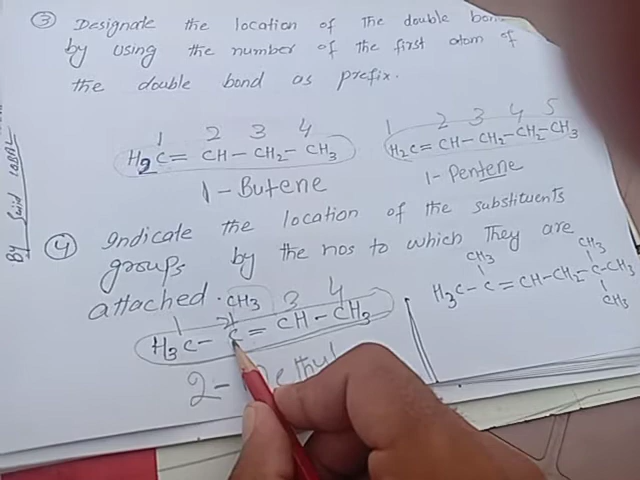 ③ Designate the location of the double
by using the number of the first atom of
the double bond as prefix.
1 2 3 4
H2C = CH - CH2 - CH3
1 - Butene
1 2 3 4 5
H2C = CH - CH2 - CH2 - CH3
1 - Pentene
④ Indicate the location of the substituents
groups by the nos to which they are
attached.
CH3
1 2 3 4
H3C - C = CH - CH3
2 -
CH3 CH3
H3C - C = CH - CH2 - C - CH3
CH3
By